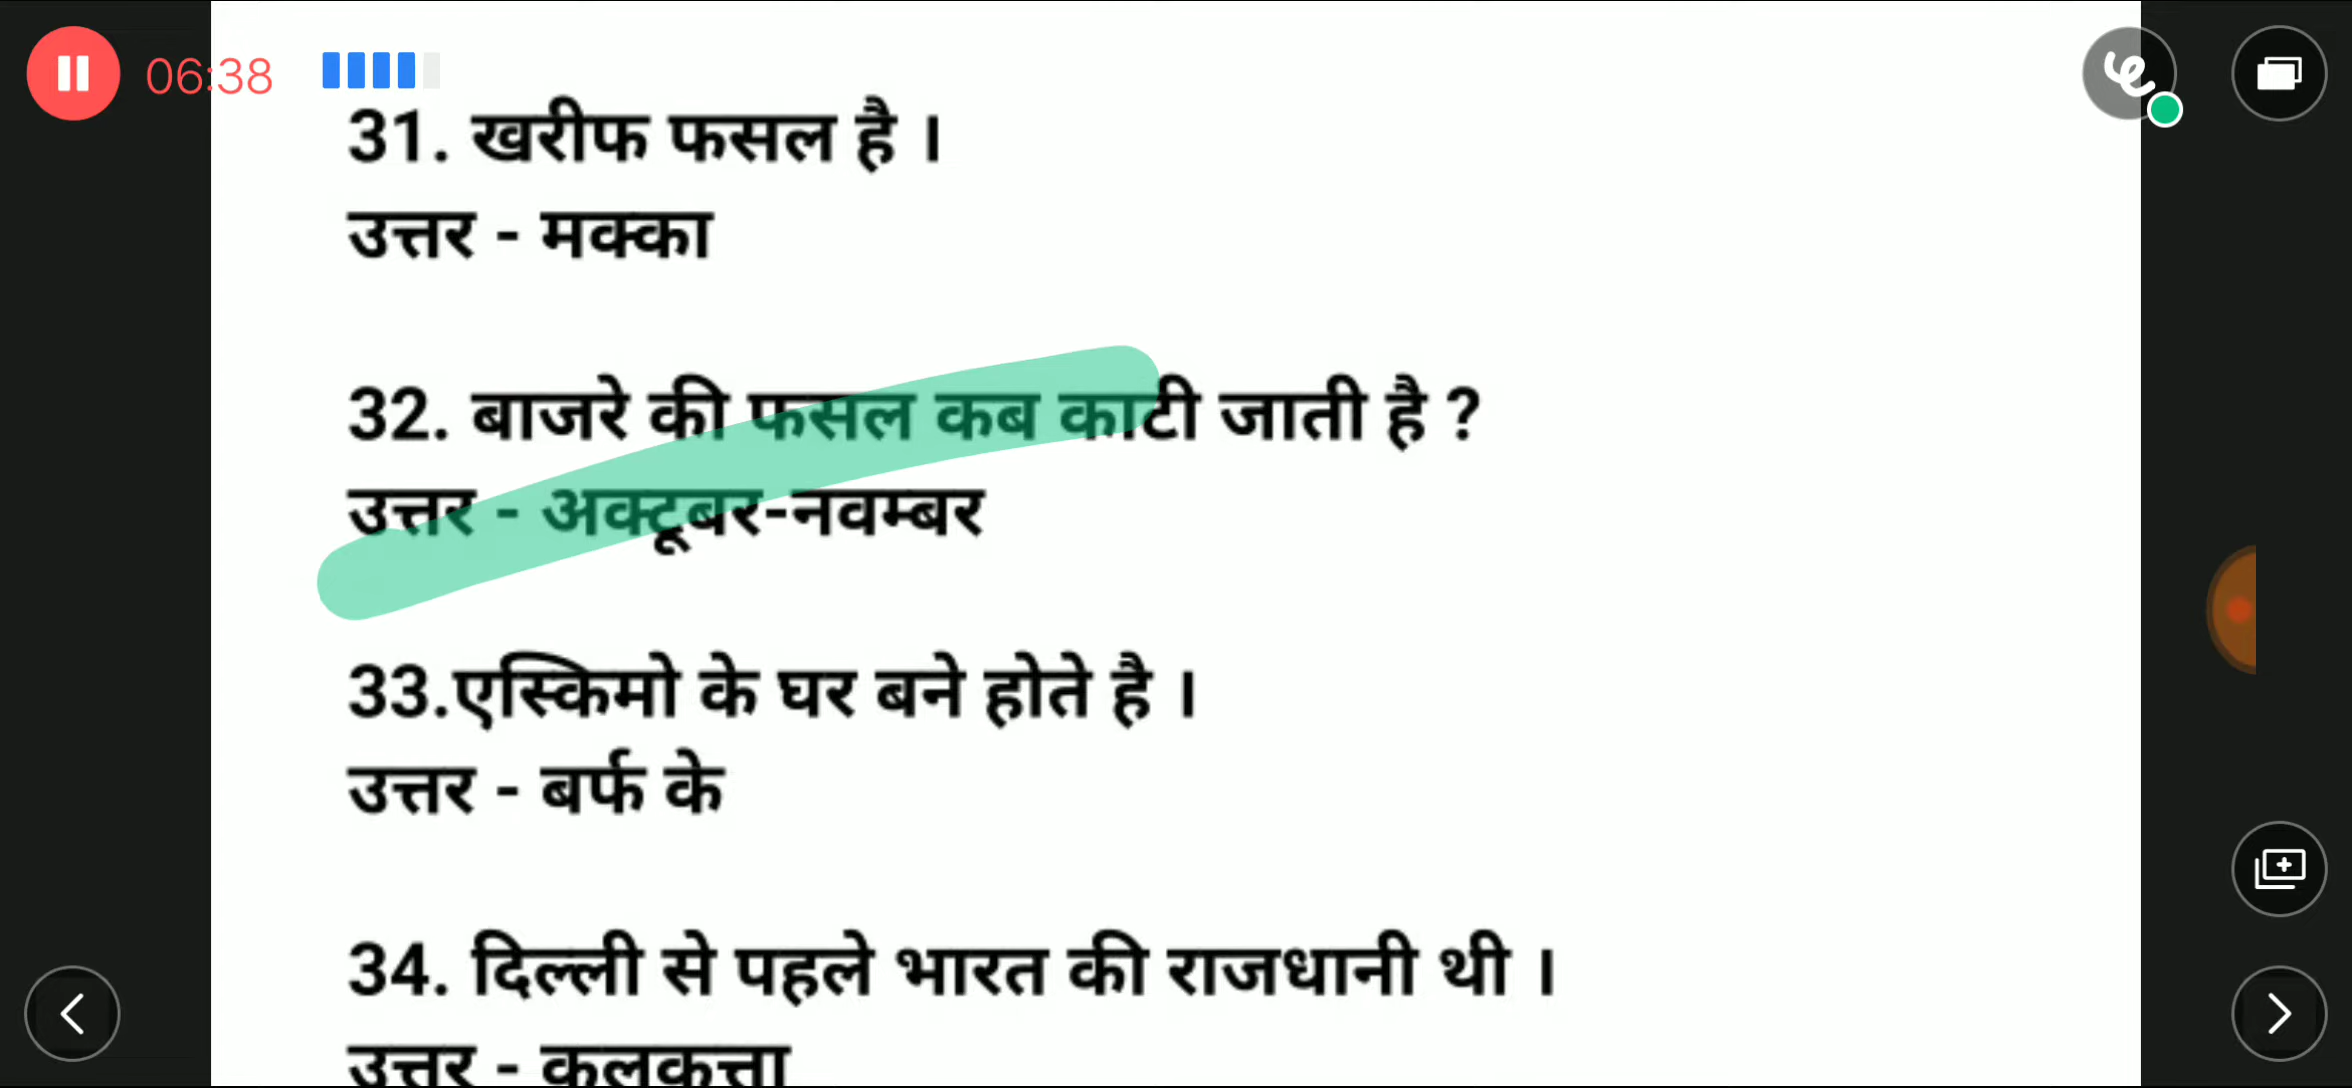 06:38
31. खरीफ फसल है ।
उत्तर - मक्का
32. बाजरे की फसल कब काटी जाती है ?
उत्तर - अक्टूबर-नवम्बर
33.एस्किमो के घर बने होते है ।
उत्तर - बर्फ के
34. दिल्ली से पहले भारत की राजधानी थी ।
उत्तर - कलकत्ता